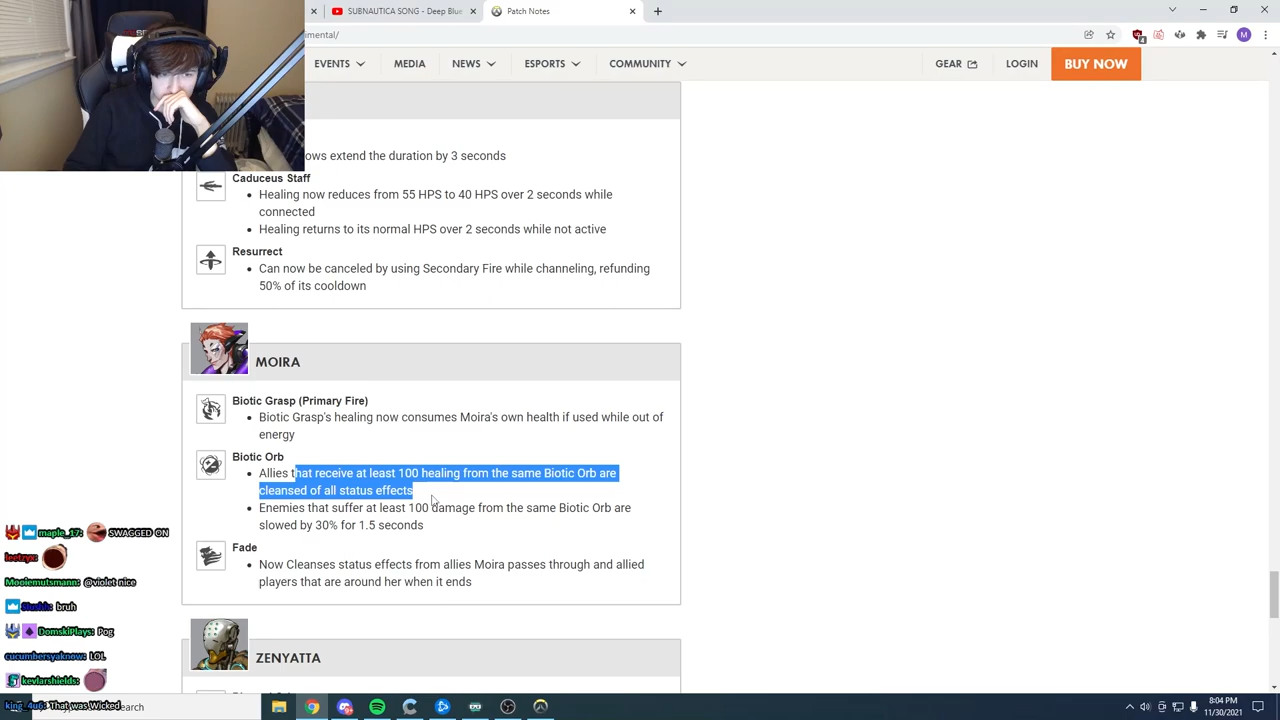 SUBNAUTICA SONG - Deep Blue
Patch Notes
imental/
EVENTS
MEDIA
NEWS
ESPORTS
COMMUNITY
GEAR
LOGIN
BUY NOW
ows extend the duration by 3 seconds
Caduceus Staff
Healing now reduces from 55 HPS to 40 HPS over 2 seconds while
connected
Healing returns to its normal HPS over 2 seconds while not active
Resurrect
Can now be canceled by using Secondary Fire while channeling, refunding
50% of its cooldown
MOIRA
Biotic Grasp (Primary Fire)
Biotic Grasp's healing now consumes Moira's own health if used while out of
energy
Biotic Orb
Allies that receive at least 100 healing from the same Biotic Orb are
cleansed of all status effects
Enemies that suffer at least 100 damage from the same Biotic Orb are
slowed by 30% for 1.5 seconds
Fade
Now Cleanses status effects from allies Moira passes through and allied
players that are around her when it ends
ZENYATTA
maple_17: SWAGGED ON
leetzyx:
Mooiemutsmann: @violet nice
Slushh: bruh
DomskiPlays: Pog
cucumbersyaknow: LOL
kevlarshields:
king_4u6: That was Wicked
earch
8:04 PM
11/30/2021